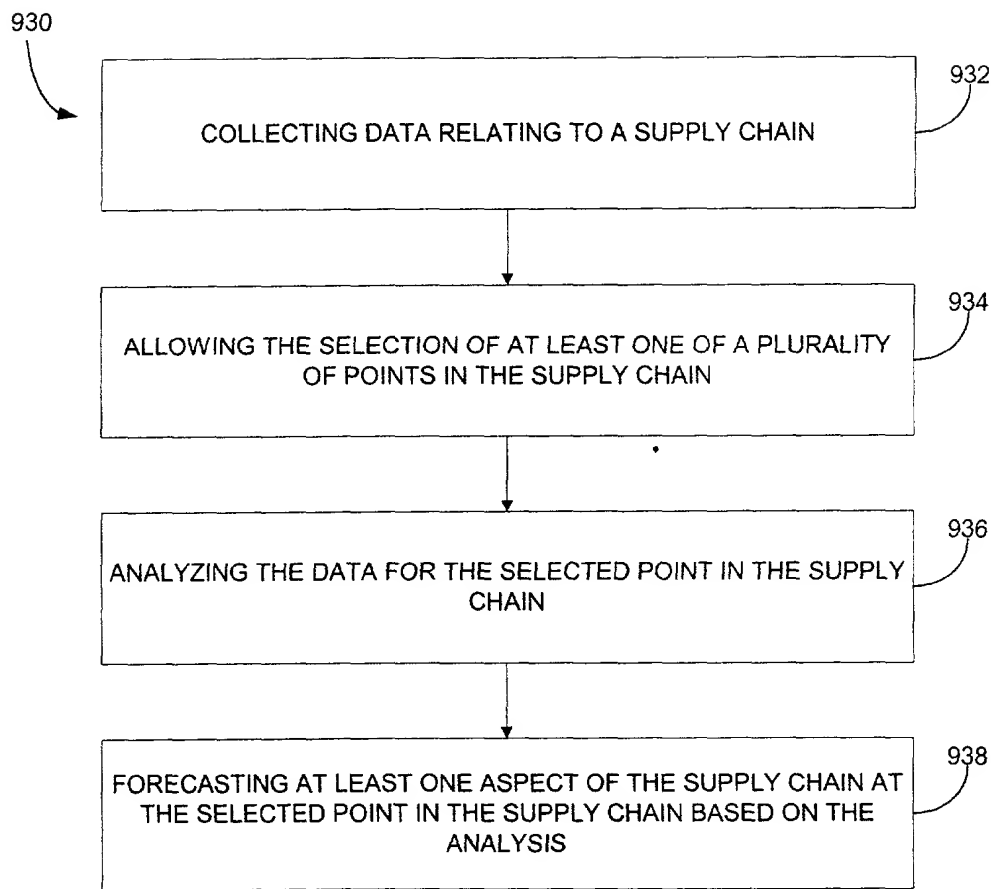 930
932
COLLECTING DATA RELATING TO A SUPPLY CHAIN
934
ALLOWING THE SELECTION OF AT LEAST ONE OF A PLURALITY
OF POINTS IN THE SUPPLY CHAIN
936
ANALYZING THE DATA FOR THE SELECTED POINT IN THE SUPPLY
CHAIN
938
FORECASTING AT LEAST ONE ASPECT OF THE SUPPLY CHAIN AT
THE SELECTED POINT IN THE SUPPLY CHAIN BASED ON THE
ANALYSIS